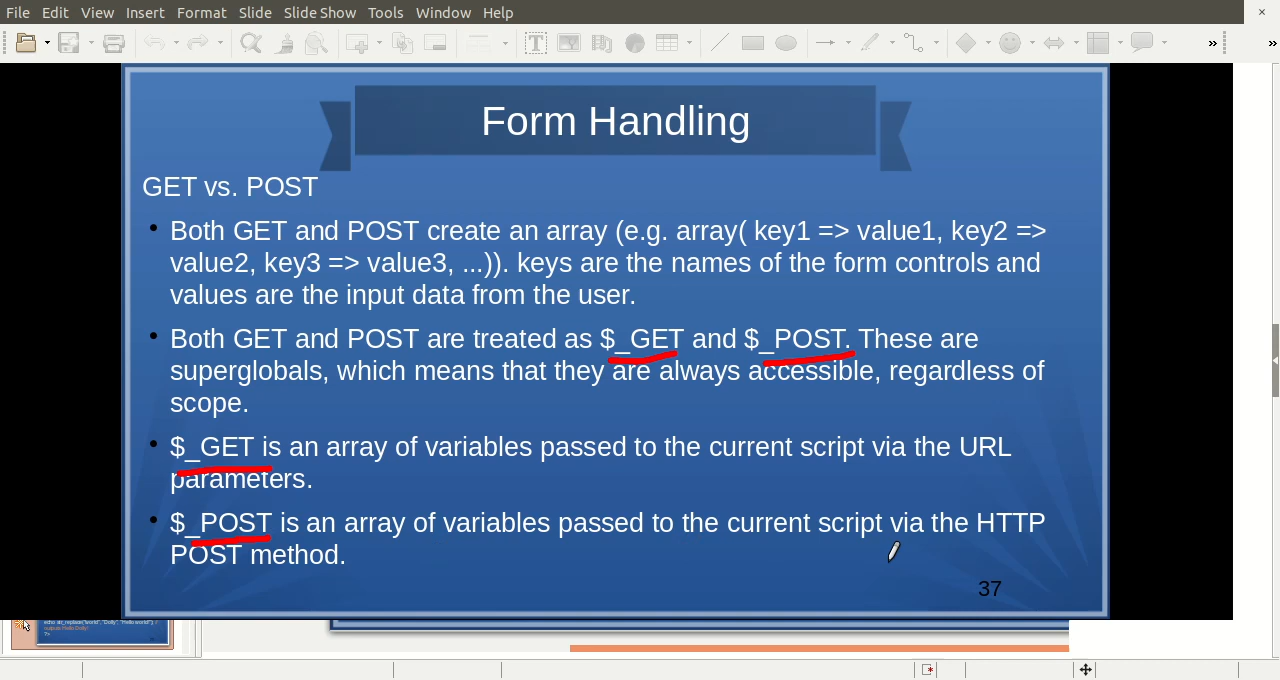 File Edit View Insert Format Slide Slide Show Tools Window Help
Form Handling
GET vs. POST
• Both GET and POST create an array (e.g. array( key1 => value1, key2 =>
value2, key3 => value3, ...)). keys are the names of the form controls and
values are the input data from the user.
• Both GET and POST are treated as $_GET and $_POST. These are
superglobals, which means that they are always accessible, regardless of
scope.
• $_GET is an array of variables passed to the current script via the URL
parameters.
• $_POST is an array of variables passed to the current script via the HTTP
POST method.
37